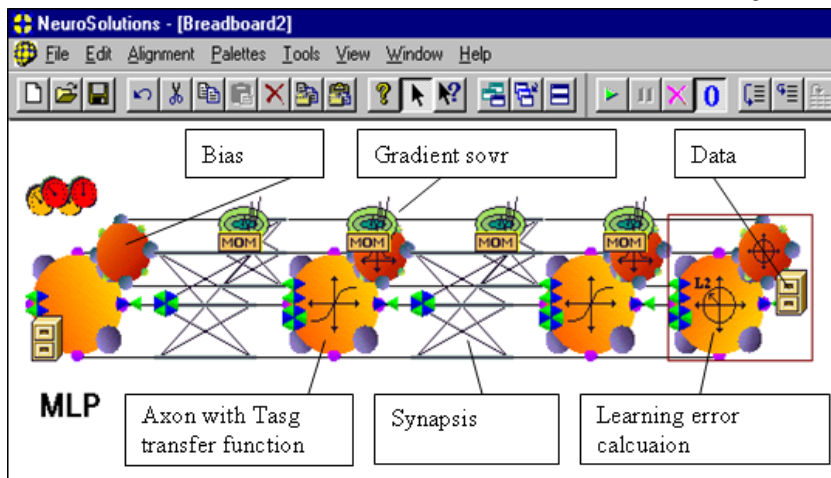 NeuroSolutions - [Breadboard2]
File Edit Alignment Palettes Tools View Window Help
Bias
Gradient sovr
Data
MOM
MOM
MOM
MOM
L2
MLP
Axon with Tasg
transfer function
Synapsis
Learning error
calcuaion